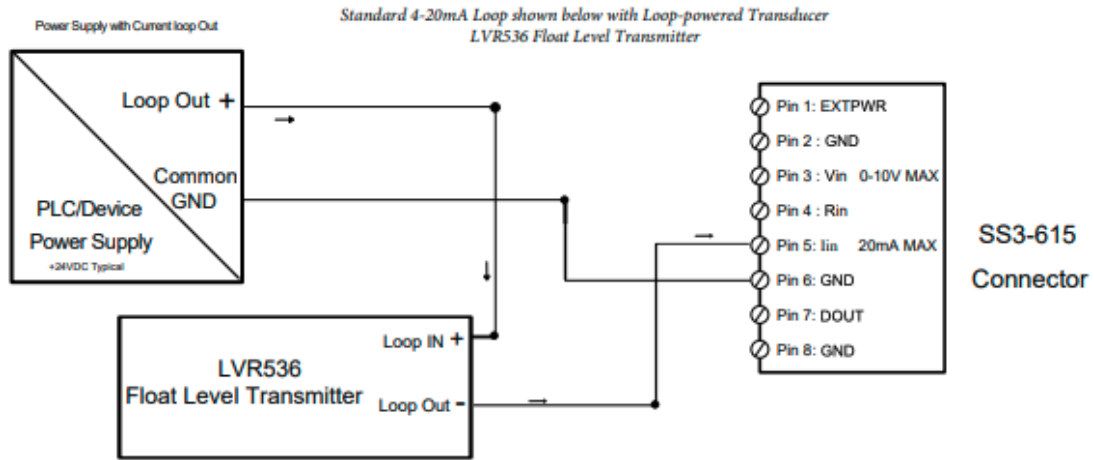 Standard 4-20mA Loop shown below with Loop-powered Transducer
LVR536 Float Level Transmitter
Power Supply with Current loop Out
Loop Out +
Common
GND
PLC/Device
Power Supply
+24VDC Typical
Loop IN +
LVR536
Float Level Transmitter
Loop Out -
Pin 1: EXTPWR
Pin 2 : GND
Pin 3 : Vin 0-10V MAX
Pin 4 : Rin
Pin 5: Iin 20mA MAX
Pin 6: GND
Pin 7: DOUT
Pin 8: GND
SS3-615
Connector